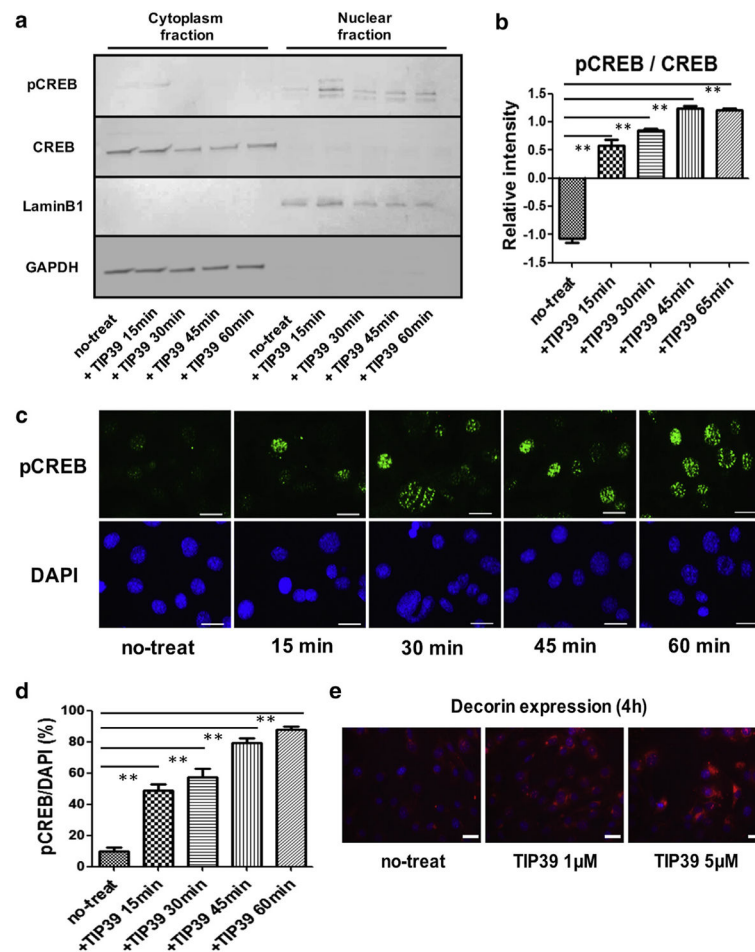 a
Cytoplasm
fraction
Nuclear
fraction
pCREB
CREB
LaminB1
GAPDH
no-treat
+ TIP39 15min
+ TIP39 30min
+ TIP39 45min
+ TIP39 60min
no-treat
+ TIP39 15min
+ TIP39 30min
+ TIP39 45min
+ TIP39 60min
b
pCREB / CREB
Relative intensity
1.5
1.0
0.5
0.0
-0.5
-1.0
-1.5
**
**
**
**
no-treat
+TIP39 15min
+TIP39 30min
+TIP39 45min
+TIP39 65min
c
pCREB
DAPI
no-treat
15 min
30 min
45 min
60 min
d
pCREB/DAPI (%)
100
80
60
40
20
0
**
**
**
**
no-treat
+TIP39 15min
+TIP39 30min
+TIP39 45min
+TIP39 60min
e
Decorin expression (4h)
no-treat
TIP39 1μM
TIP39 5μM